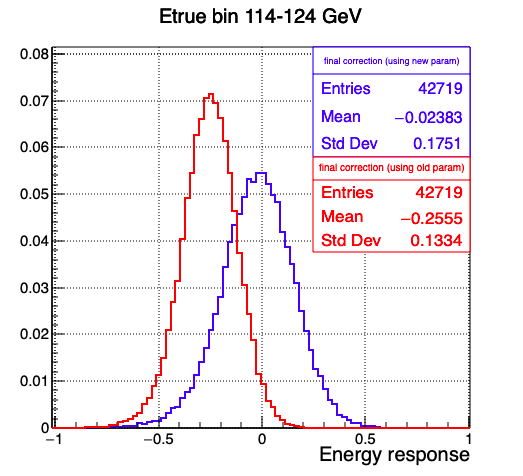 Etrue bin 114-124 GeV
0.08
0.07
0.06
0.05
0.04
0.03
0.02
0.01
0
final correction (using new param)
Entries 42719
Mean −0.02383
Std Dev 0.1751
final correction (using old param)
Entries 42719
Mean −0.2555
Std Dev 0.1334
−1 −0.5 0 0.5 1
Energy response